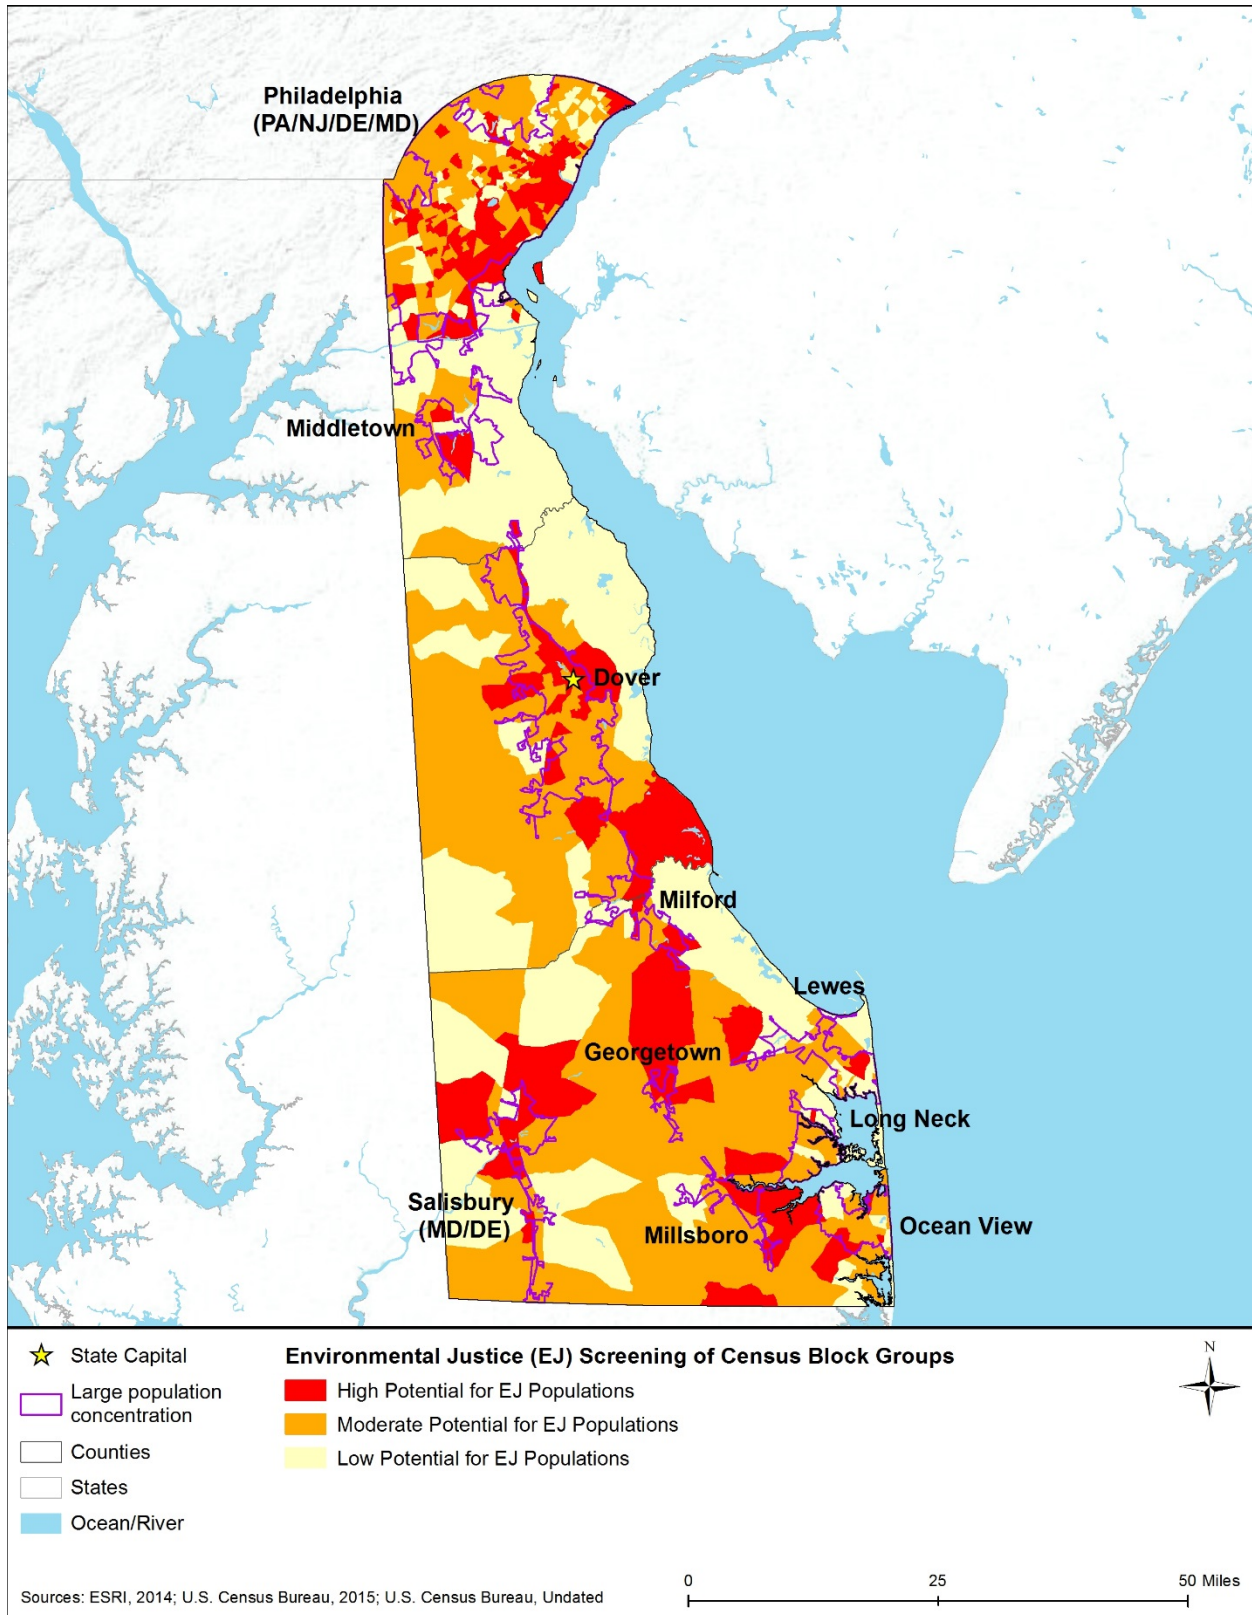 Philadelphia
(PA/NJ/DE/MD)
Middletown
Dover
Milford
Lewes
Georgetown
Long Neck
Salisbury
(MD/DE)
Millsboro
Ocean View
State Capital
Large population
concentration
Counties
States
Ocean/River
Environmental Justice (EJ) Screening of Census Block Groups
High Potential for EJ Populations
Moderate Potential for EJ Populations
Low Potential for EJ Populations
N
Sources: ESRI, 2014; U.S. Census Bureau, 2015; U.S. Census Bureau, Undated
0 25 50 Miles